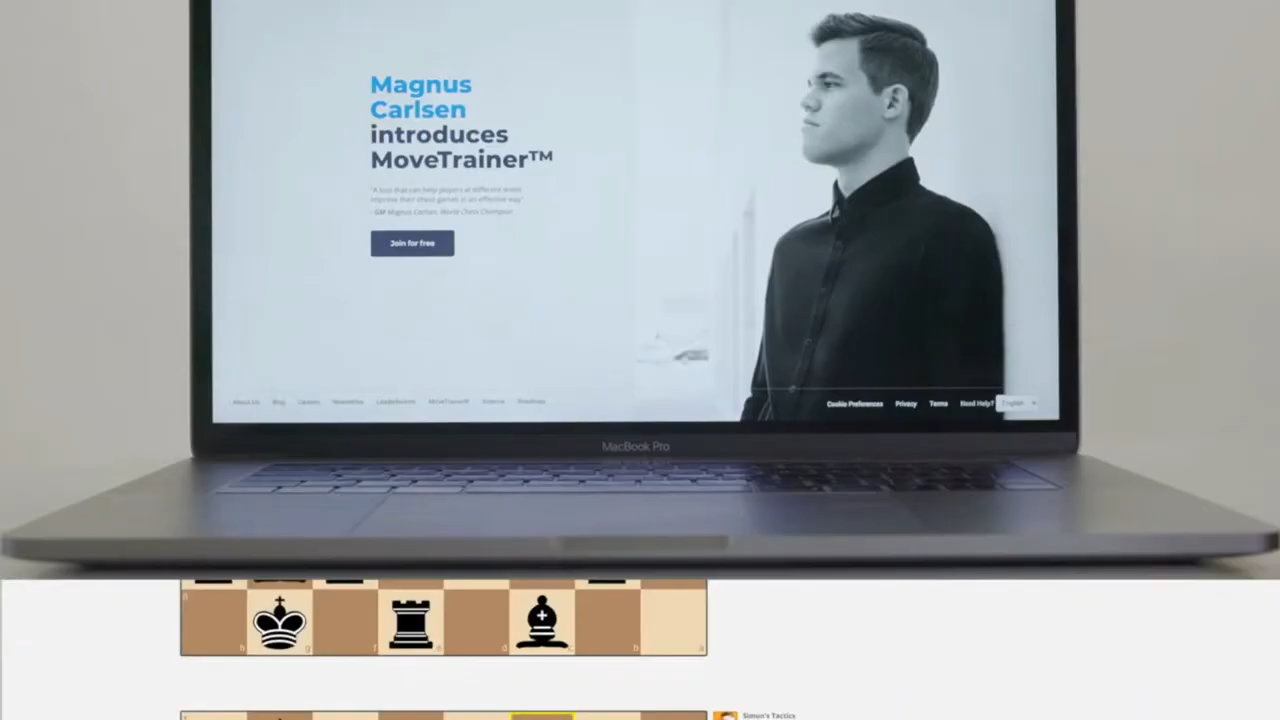 Magnus
Carlsen
introduces
MoveTrainer™
"A tool that can help players at different levels
improve their chess games in an effective way"
- GM Magnus Carlsen, World Chess Champion
Join for free
About Us Blog Careers Newsletter Leaderboards MoveTrainer® Science Roadmap
Cookie Preferences Privacy Terms Need Help? English
MacBook Pro
8
h g f e d c b a
Simon's Tactics